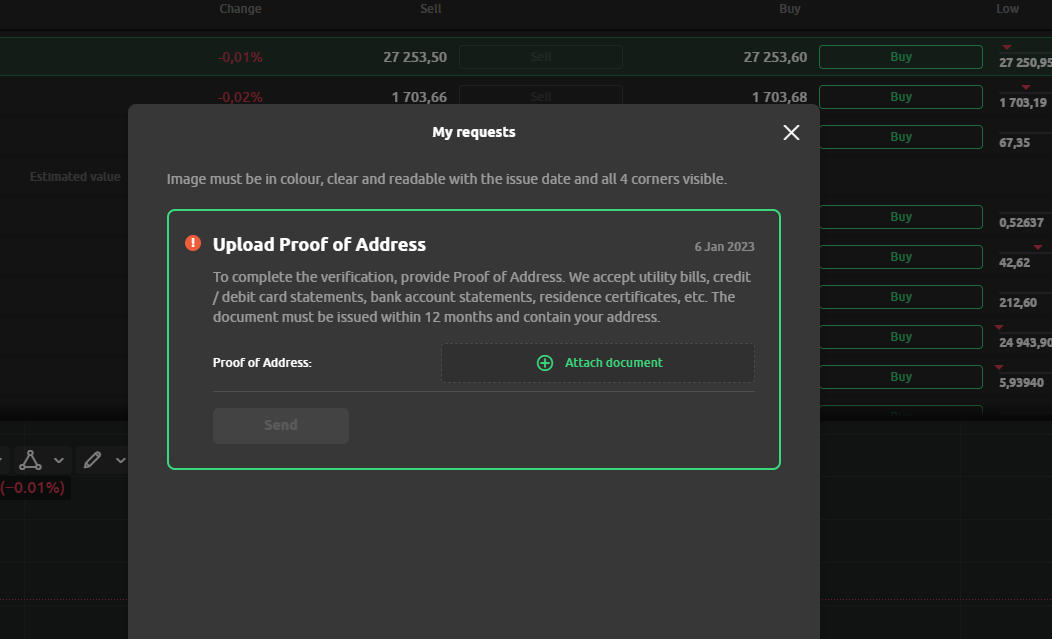 Change Sell Buy Low
-0,01% 27 253,50 Sell 27 253,60 Buy 27 250,95
-0,02% 1 703,66 Sell 1 703,68 Buy 1 703,19
My requests
Buy 67,35
Estimated value
Image must be in colour, clear and readable with the issue date and all 4 corners visible.
Buy 0,52637
Upload Proof of Address 6 Jan 2023
Buy 42,62
To complete the verification, provide Proof of Address. We accept utility bills, credit
/ debit card statements, bank account statements, residence certificates, etc. The
Buy 212,60
document must be issued within 12 months and contain your address.
Buy 24 943,90
Proof of Address: Attach document
Buy 5,93940
Buy
Send
(−0.01%)